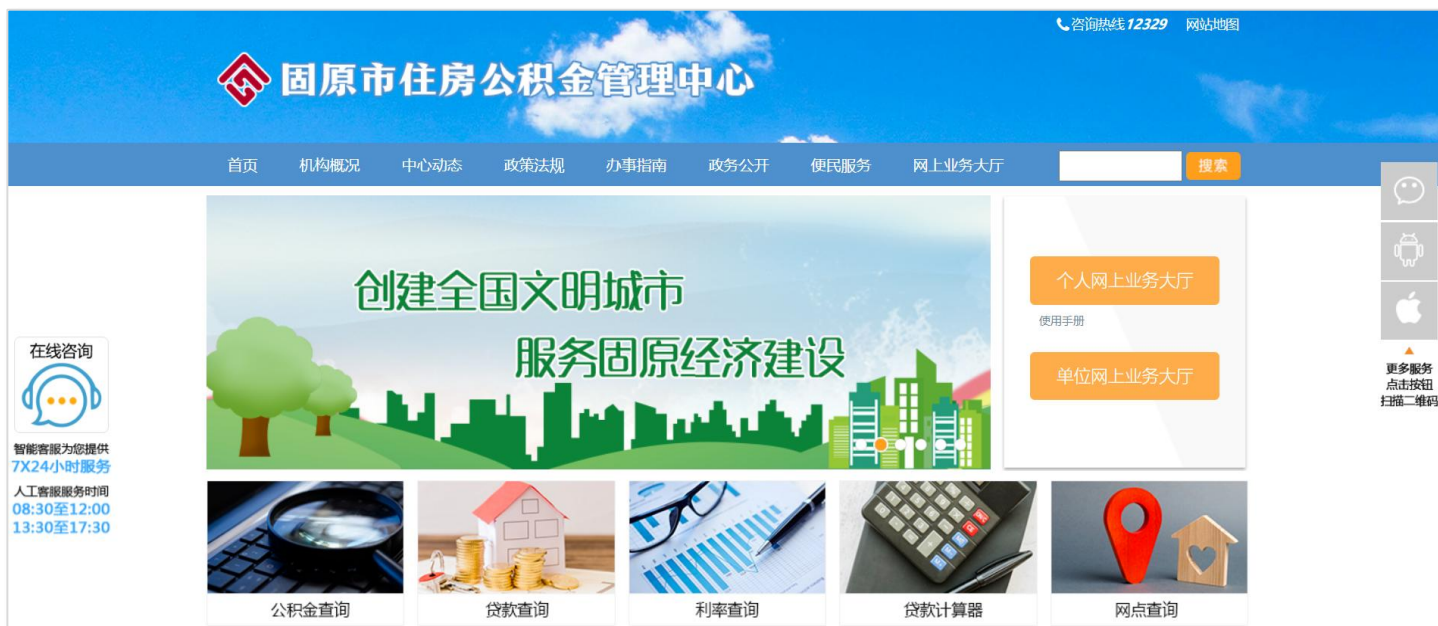 咨询热线12329 网站地图
固原市住房公积金管理中心
首页 机构概况 中心动态 政策法规 办事指南 政务公开 便民服务 网上业务大厅 搜索
创建全国文明城市
服务固原经济建设
个人网上业务大厅
使用手册
单位网上业务大厅
在线咨询
智能客服为您提供
7X24小时服务
人工客服服务时间
08:30至12:00
13:30至17:30
更多服务
点击按钮
扫描二维码
公积金查询 贷款查询 利率查询 贷款计算器 网点查询